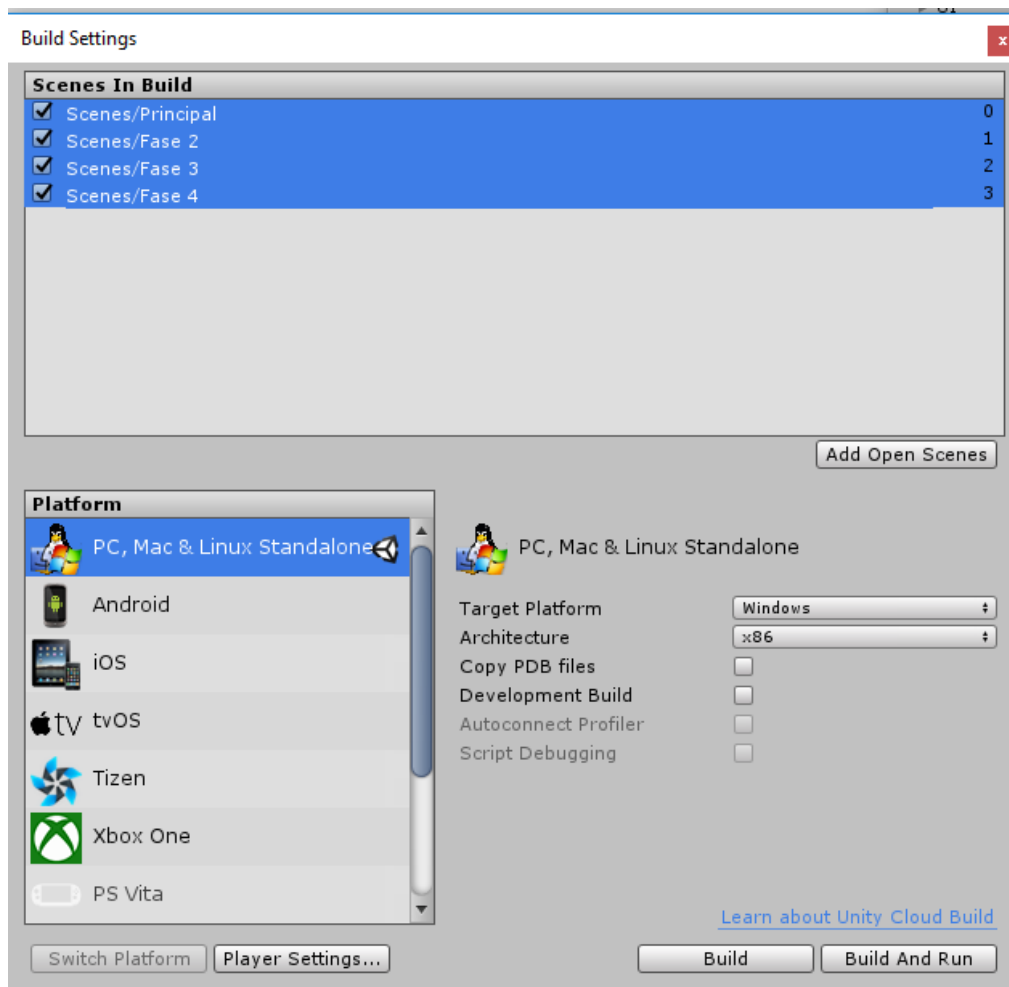 Build Settings
x
Scenes In Build
Scenes/Principal 0
Scenes/Fase 2 1
Scenes/Fase 3 2
Scenes/Fase 4 3
Add Open Scenes
Platform
PC, Mac & Linux Standalone
Android
iOS
tv tvOS
Tizen
Xbox One
PS Vita
PC, Mac & Linux Standalone
Target Platform Windows
Architecture x86
Copy PDB files
Development Build
Autoconnect Profiler
Script Debugging
Learn about Unity Cloud Build
Switch Platform Player Settings... Build Build And Run